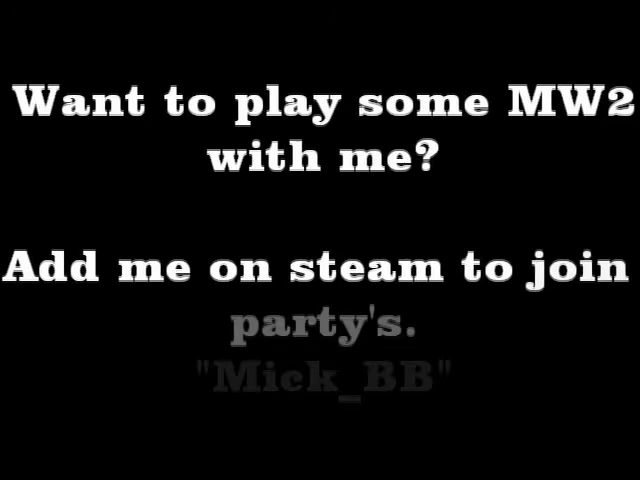 Want to play some MW2
with me?
Add me on steam to join
party's.
"Mick_BB"